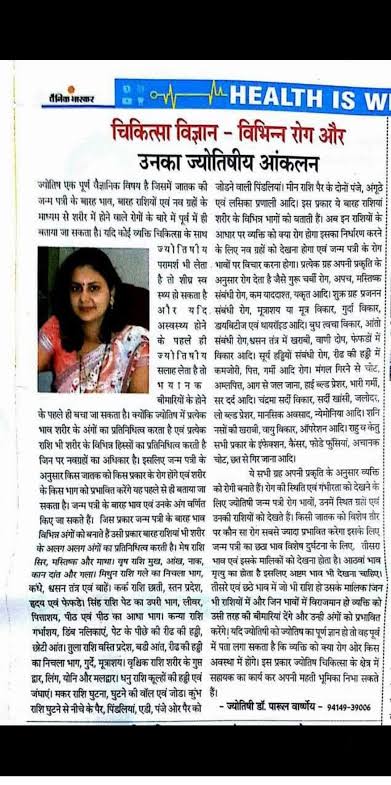 दैनिक भास्कर
HEALTH IS W
चिकित्सा विज्ञान - विभिन्न रोग और
उनका ज्योतिषीय आंकलन
ज्योतिष एक पूर्ण वैज्ञानिक विषय है जिसमें जातक की
जन्म पत्री के बारह भाव, बारह राशियों एवं नव ग्रहों के
माध्यम से शरीर में होने वाले रोगों के बारे में पूर्व में ही
बताया जा सकता है। यदि कोई व्यक्ति चिकित्सा के साथ
ज्योतिषीय
परामर्श भी लेता
है तो शीघ्र स्व
स्थ्य हो सकता है
और यदि
अस्वस्थ्य होने
के पहले ही
ज्योतिषीय
सलाह लेता है तो
भयानक
बीमारियों के होने
के पहले ही बचा जा सकता है। क्योंकि ज्योतिष में प्रत्येक
भाव शरीर के अंगों का प्रतिनिधित्व करता है एवं प्रत्येक
राशि भी शरीर के विभिन्न हिस्सों का प्रतिनिधित्व करती है
जिन पर नवग्रहों का अधिकार है। इसलिए जन्म पत्री के
अनुसार किस जातक को किस प्रकार के रोग होंगे एवं शरीर
के किस भाग को प्रभावित करेंगे यह पहले से ही बताया जा
सकता है। जन्म पत्री के बारह भाव एवं उनके अंग वर्णित
किए जा सकते हैं। जिस प्रकार जन्म पत्री के बारह भाव
विभिन्न अंगों को बनाते हैं उसी प्रकार बारह राशियां भी शरीर
के अलग अलग अंगों का प्रतिनिधित्व करती है। मेष राशि
सिर, मस्तिष्क और माथा। वृष राशि मुख, आंख, नाक,
कान दांत और गला। मिथुन राशि गले का निचला भाग,
कंधे, श्वसन तंत्र एवं बाहें। कर्क राशि छाती, स्तन प्रदेश,
हृदय एवं फेफड़े। सिंह राशि पेट का उपरी भाग, लीवर,
पित्ताशय, पीठ एवं पीठ का आधा भाग। कन्या राशि
गर्भाशय, डिंब नलिकाएं, पेट के पीछे की रीढ की हड्डी,
छोटी आंत। तुला राशि वस्ति प्रदेश, बडी आंत, रीढ की हड्डी
का निचला भाग, गुर्दे, मूत्राशय। वृश्चिक राशि शरीर के गुप्त
द्वार, लिंग, योनि और मलद्वार। धनु राशि कूल्हों की हड्डी एवं
जंघाएं। मकर राशि घुटना, घुटने की वॉल एवं जोड। कुंभ
राशि घुटने से नीचे के पैर, पिंडलियां, एडी, पंजे ओर पैर को
जोडने वाली पिंडलियां। मीन राशि पैर के दोनों पंजे, अंगूठे
एवं लसिका प्रणाली आदि। इस प्रकार ये बारह राशियां
शरीर के विभिन्न भागों को बताती हैं। अब इन राशियों के
आधार पर व्यक्ति को क्या रोग होगा इसका निर्धारण करने
के लिए नव ग्रहों को देखना होगा एवं जन्म पत्री के रोग
भावों पर विचार करना होगा। प्रत्येक ग्रह अपनी प्रकृति के
अनुसार रोग देता है जैसे गुरू चर्बी रोग, अपच, मस्तिष्क
संबंधी रोग, कम याददाश्त, यकृत आदि। शुक्र ग्रह प्रजनन
संबंधी रोग, मूत्राशय या मूत्र विकार, गुर्दा विकार,
डायबिटीज एवं थायरॉइड आदि। बुध त्वचा विकार, आंतो
संबंधी रोग,श्वसन तंत्र में खराबी, वाणी दोष, फेफडों में
विकार आदि। सूर्य हड्डियों संबंधी रोग, रीढ की हड्डी में
कमजोरी, पित्त, गर्मी आदि रोग। मंगल गिरने से चोट,
अम्लपित्त, आग से जल जाना, हाई ब्लड प्रेशर, भारी गर्मी,
सर दर्द आदि। चंद्रमा सर्दी विकार, सर्दी खांसी, जलोदर,
लो ब्लड प्रेशर, मानसिक अवसाद, न्येमोनिया आदि। शनि
नसों की खराबी, वायु विकार, ऑपरेशन आदि। राहु व केतु
सभी प्रकार के इंफेक्शन, कैंसर, फोडे फुंसियां, अचानक
चोट, छत से गिर जाना आदि।
ये सभी ग्रह अपनी प्रकृति के अनुसार व्यक्ति
को रोगी बनाते हैं। रोग की स्थिति एवं गंभीरता को देखने के
लिए ज्योतिषी जन्म पत्री रोग भावों, उनमें स्थित ग्रहों एवं
उनकी राशियों को देखते हैं। किसी जातक को विशेष तौर
पर कौन सा रोग सबसे ज्यादा प्रभावित करेगा इसके लिए
जन्म पत्री का छठा भाव विशेष दुर्घटना के लिए, तीसरा
भाव एवं इसके मालिकों को देखना होता है। आठवां भाव
मृत्यु का होता है इसलिए अष्टम भाव भी देखना चाहिए।
तीसरे एवं छठे भाव में जो भी राशि हो उसके मालिक जिन
भी राशियों में और जिन भावों में विराजमान हो व्यक्ति को
उसी तरह की बीमारियां देंगे और उन्ही अंगों को प्रभावित
करेंगे। यदि ज्योतिषी को ज्योतिष का पूर्ण ज्ञान हो तो वह पूर्व
में पता लगा सकता है कि व्यक्ति को क्या रोग ओर किस
अवस्था में होंगे। इस प्रकार ज्योतिष चिकित्सा के क्षेत्र में
सहायक का कार्य कर अपनी महती भूमिका निभा सकते
हैं।
- ज्योतिषी डॉ. पारूल वार्ष्णेय - 94149-39006